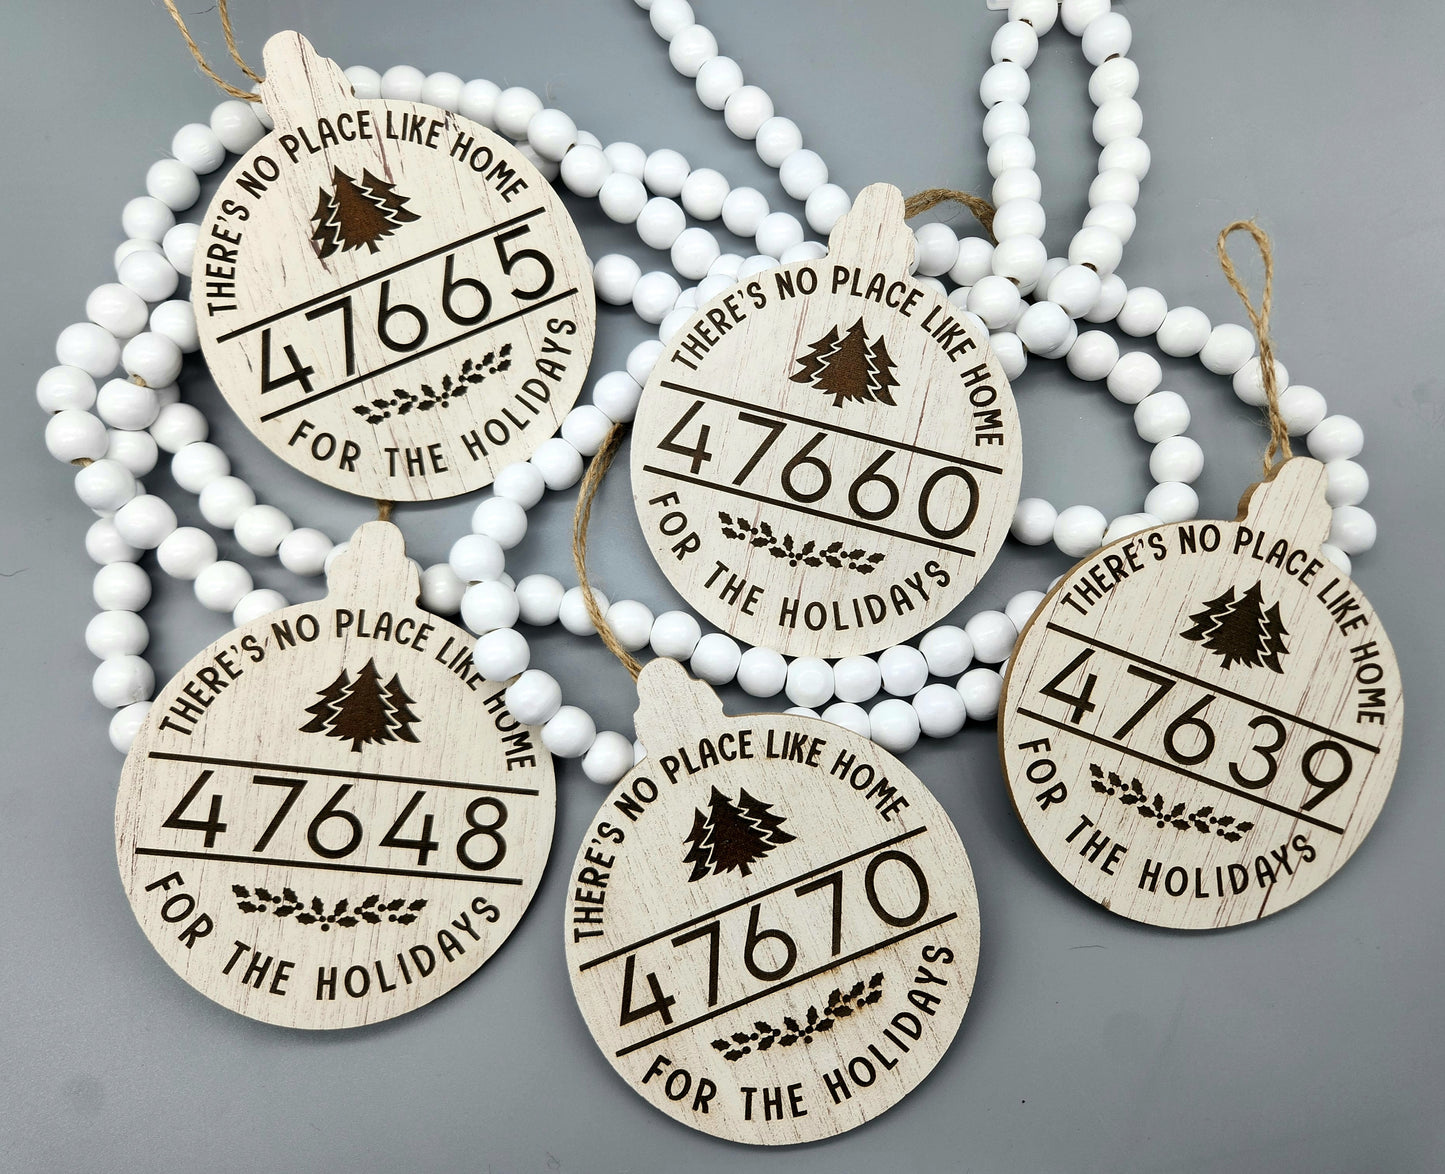 THERE'S NO PLACE LIKE HOME
47665
FOR THE HOLIDAYS
THERE'S NO PLACE LIKE HOME
47660
FOR THE HOLIDAYS
THERE'S NO PLACE LIKE HOME
47639
FOR THE HOLIDAYS
THERE'S NO PLACE LIKE HOME
47648
FOR THE HOLIDAYS
THERE'S NO PLACE LIKE HOME
47670
FOR THE HOLIDAYS